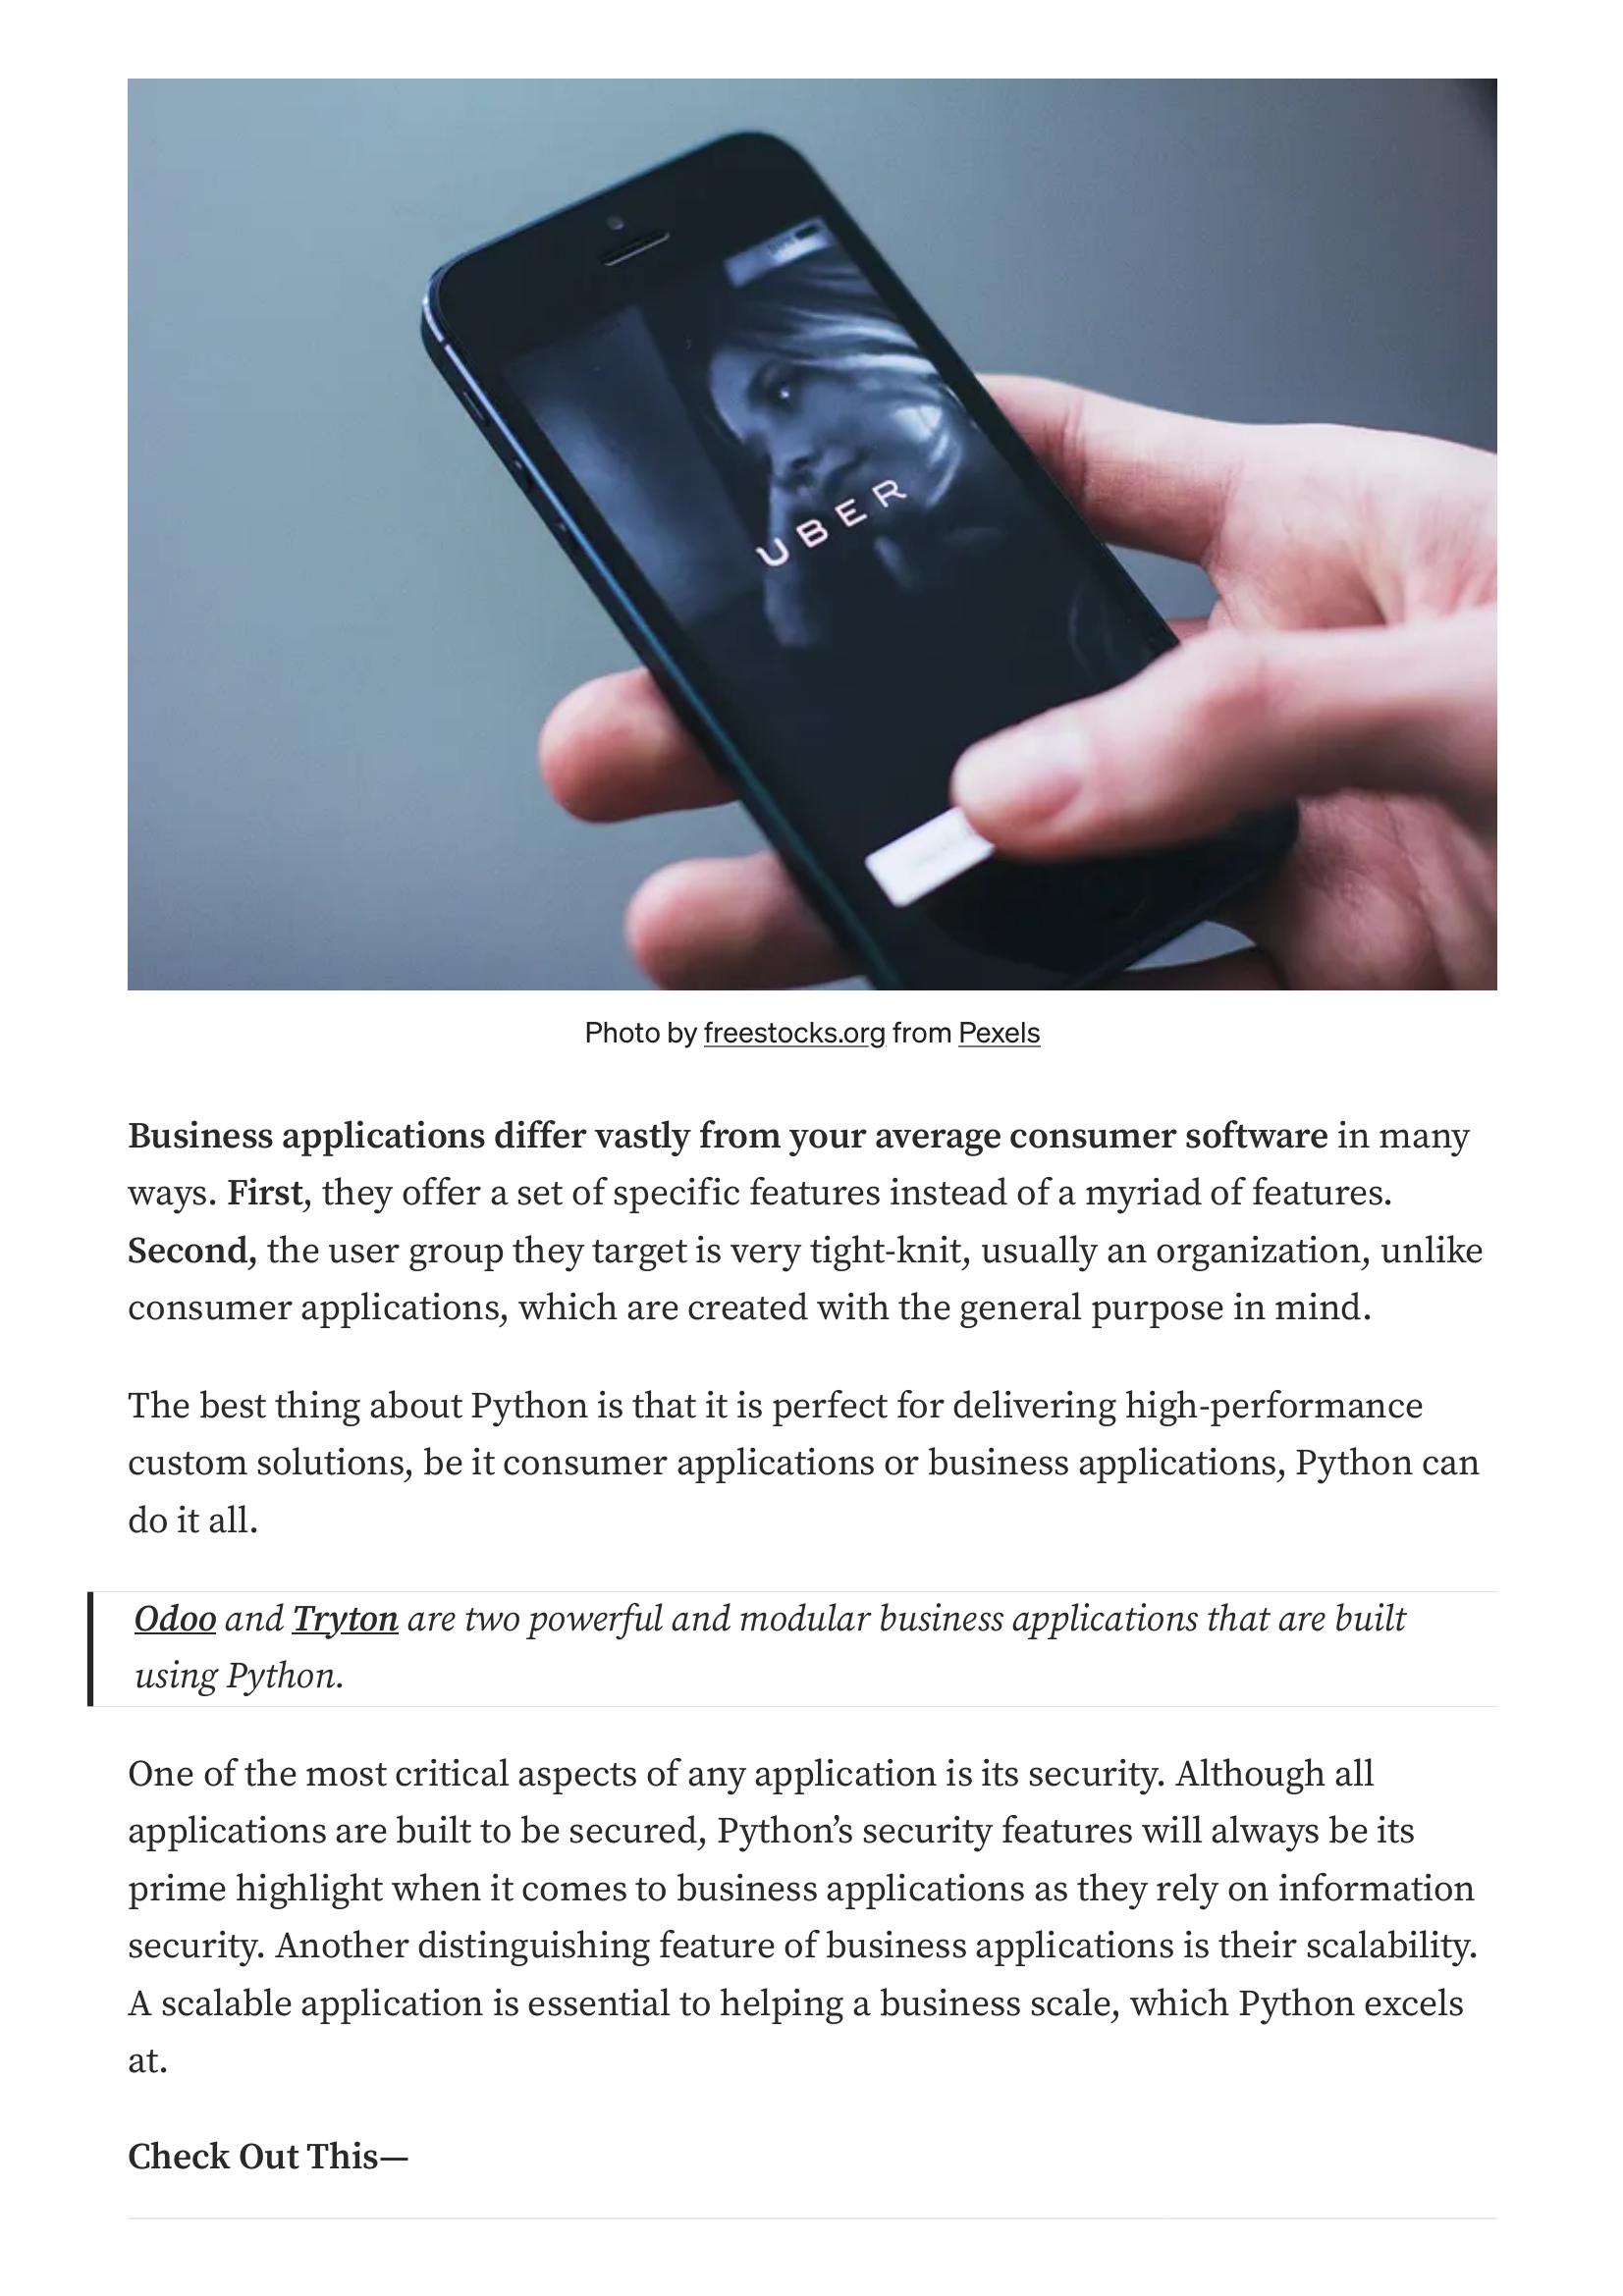 UBER
Photo by freestocks.org from Pexels
Business applications differ vastly from your average consumer software in many
ways. First, they offer a set of specific features instead of a myriad of features.
Second, the user group they target is very tight-knit, usually an organization, unlike
consumer applications, which are created with the general purpose in mind.
The best thing about Python is that it is perfect for delivering high-performance
custom solutions, be it consumer applications or business applications, Python can
do it all.
Odoo and Tryton are two powerful and modular business applications that are built
using Python.
One of the most critical aspects of any application is its security. Although all
applications are built to be secured, Python’s security features will always be its
prime highlight when it comes to business applications as they rely on information
security. Another distinguishing feature of business applications is their scalability.
A scalable application is essential to helping a business scale, which Python excels
at.
Check Out This—